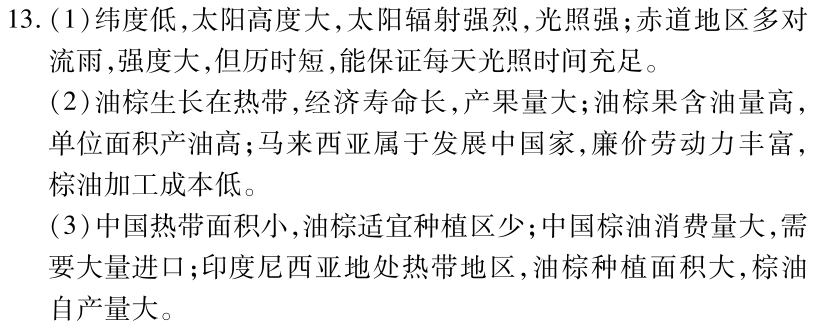 13. (1)纬度低,太阳高度大,太阳辐射强烈,光照强;赤道地区多对
流雨,强度大,但历时短,能保证每天光照时间充足。
(2)油棕生长在热带,经济寿命长,产果量大;油棕果含油量高,
单位面积产油高;马来西亚属于发展中国家,廉价劳动力丰富,
棕油加工成本低。
(3)中国热带面积小,油棕适宜种植区少;中国棕油消费量大,需
要大量进口;印度尼西亚地处热带地区,油棕种植面积大,棕油
自产量大。